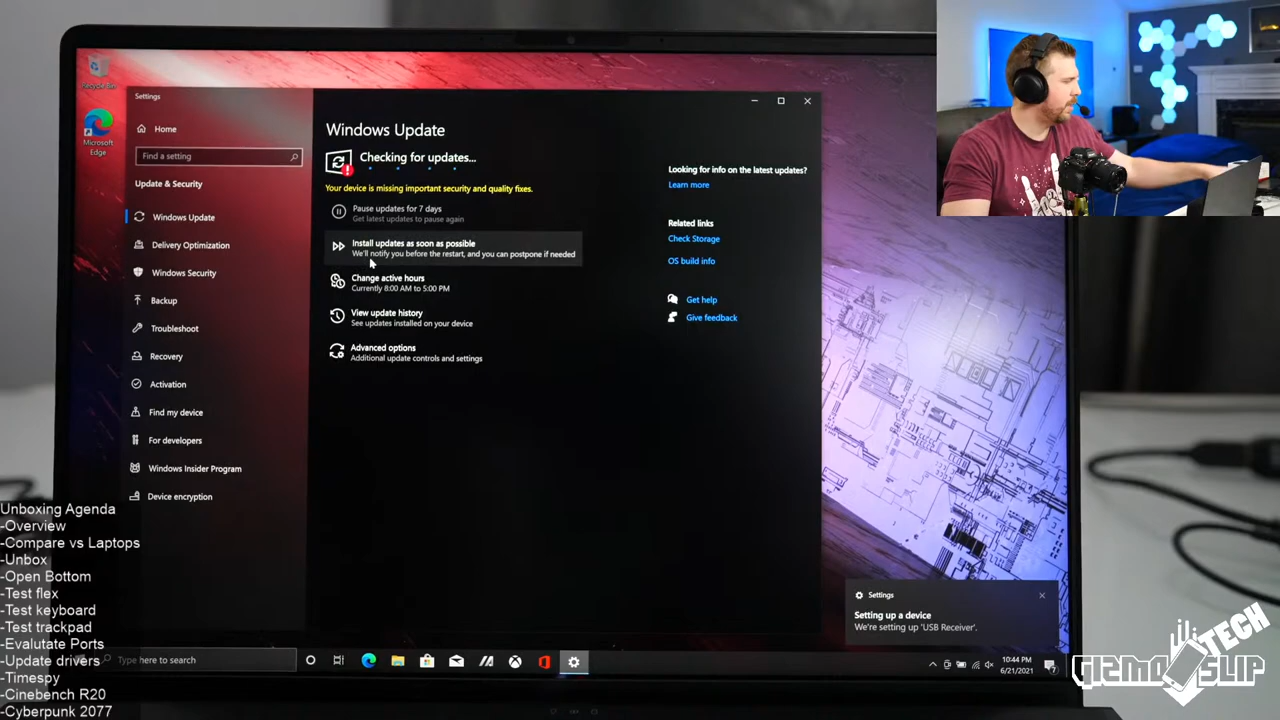 Recycle Bin
Microsoft
Edge
Settings
Home
Find a setting
Update & Security
Windows Update
Delivery Optimization
Windows Security
Backup
Troubleshoot
Recovery
Activation
Find my device
For developers
Windows Insider Program
Device encryption
Windows Update
Checking for updates...
Your device is missing important security and quality fixes.
Pause updates for 7 days
Get latest updates to pause again
Install updates as soon as possible
We'll notify you before the restart, and you can postpone if needed
Change active hours
Currently 8:00 AM to 5:00 PM
View update history
See updates installed on your device
Advanced options
Additional update controls and settings
Looking for info on the latest updates?
Learn more
Related links
Check Storage
OS build info
Get help
Give feedback
Settings
Setting up a device
We're setting up 'USB Receiver'.
Type here to search
10:44 PM
6/21/2021
7
Unboxing Agenda
-Overview
-Compare vs Laptops
-Unbox
-Open Bottom
-Test flex
-Test keyboard
-Test trackpad
-Evalutate Ports
-Update drivers
-Timespy
-Cinebench R20
-Cyberpunk 2077
GIZMO SLIP
TECH